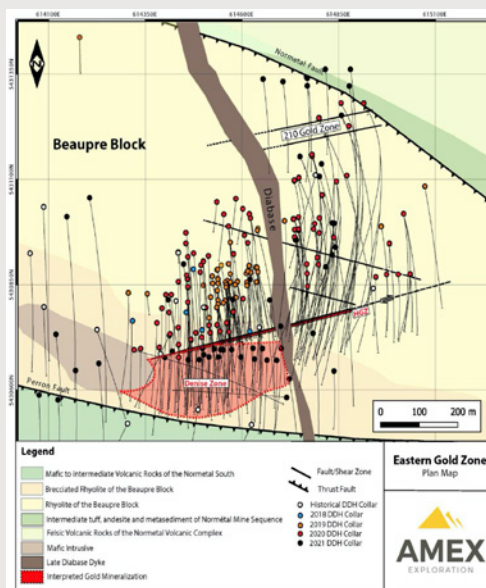 614100E 614350E 614600E 614850E 615100E
5431350N
Normetal Fault
210 Gold Zone
Beaupre Block
5431100N
Diabase
5430850N
Denise Zone
Perron Fault
5430600N
0 100 200 m
Legend
Mafic to Intermediate Volcanic Rocks of the Normetal South
Brecciated Rhyolite of the Beaupre Block
Rhyolite of the Beaupre Block
Intermediate tuff, andesite and metasediment of Normétal Mine Sequence
Felsic Volcanic Rocks of the Normetal Volcanic Complex
Mafic Intrusive
Late Diabase Dyke
Interpreted Gold Mineralization
Fault/Shear Zone
Thrust Fault
Historical DDH Collar
2018 DDH Collar
2019 DDH Collar
2020 DDH Collar
2021 DDH Collar
Eastern Gold Zone
Plan Map
AMEX
EXPLORATION